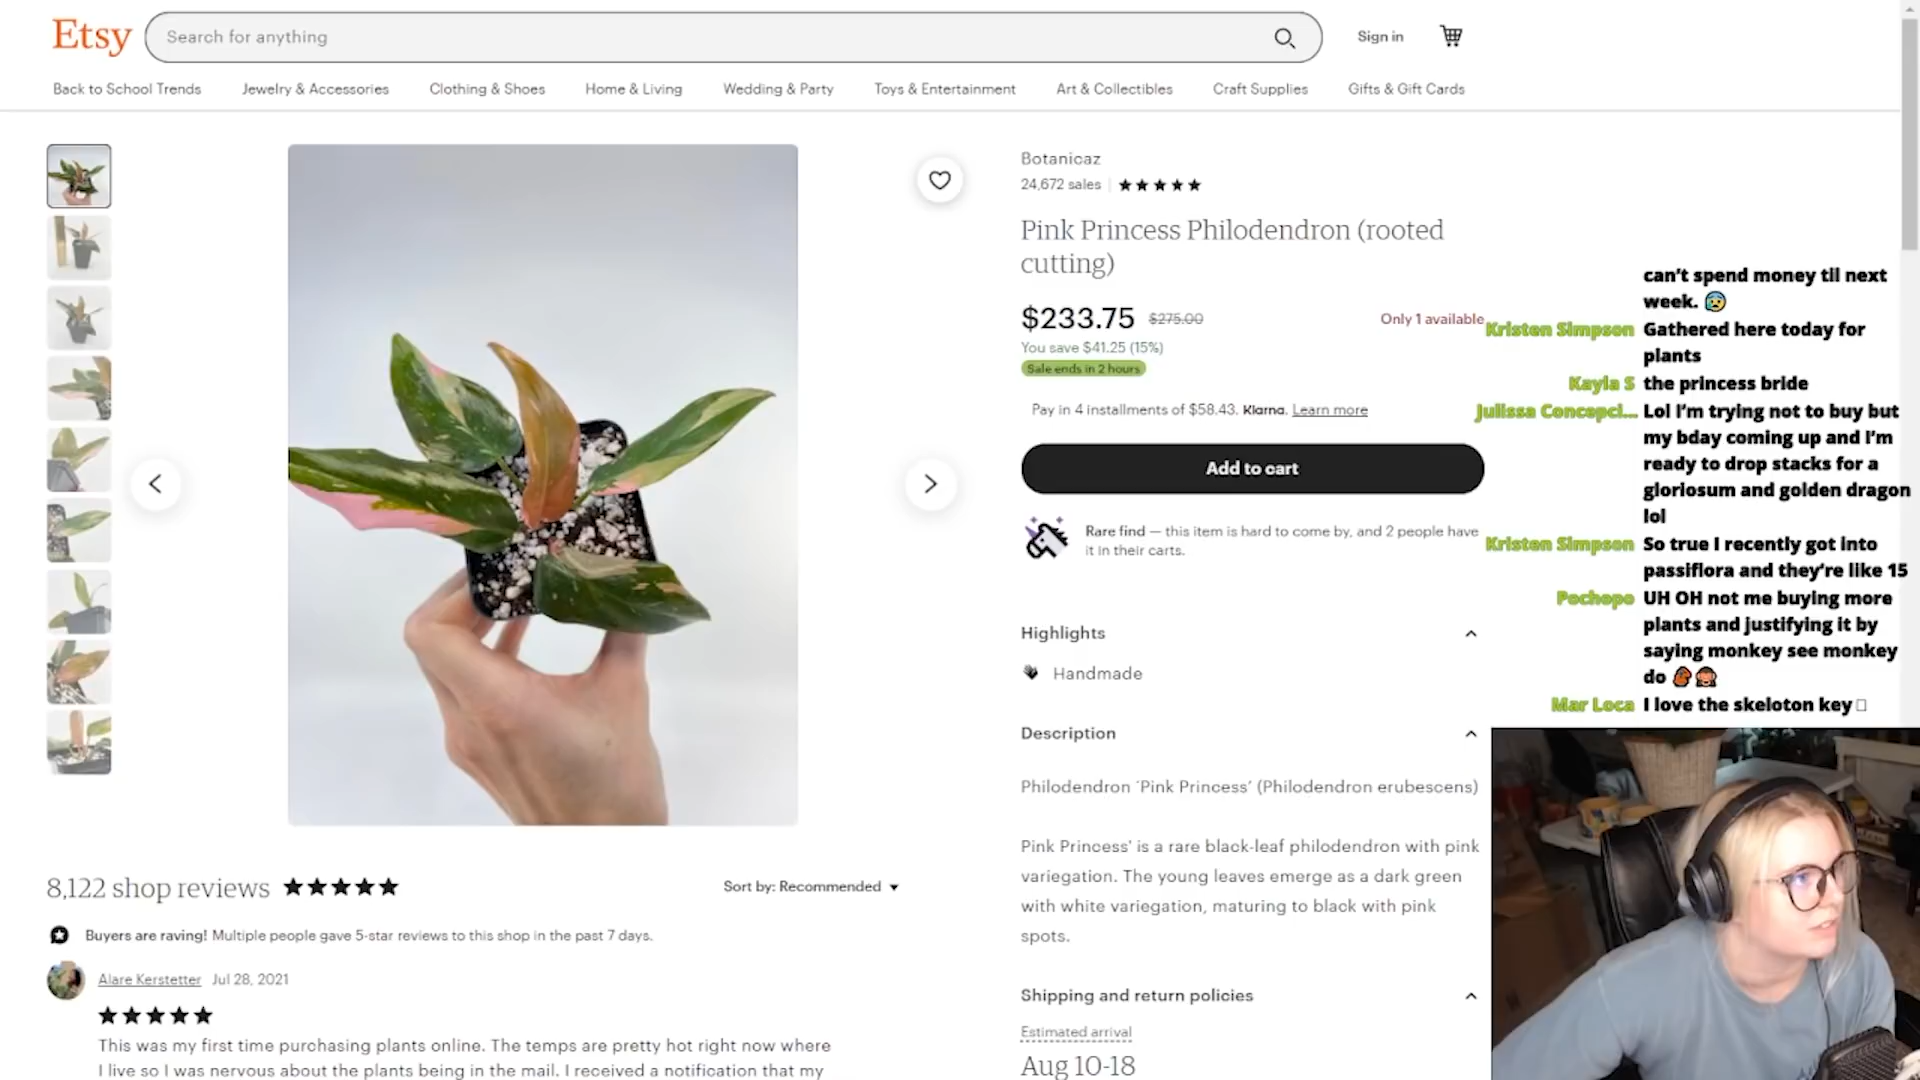 Etsy
Search for anything
Sign in
Back to School Trends
Jewelry & Accessories
Clothing & Shoes
Home & Living
Wedding & Party
Toys & Entertainment
Art & Collectibles
Craft Supplies
Gifts & Gift Cards
Botanicaz
24,672 sales
Pink Princess Philodendron (rooted
cutting)
$233.75 $275.00
Only 1 available
You save $41.25 (15%)
Sale ends in 2 hours
Pay in 4 installments of $58.43. Klarna. Learn more
Add to cart
Rare find — this item is hard to come by, and 2 people have
it in their carts.
Highlights
Handmade
Description
Philodendron ‘Pink Princess’ (Philodendron erubescens)
Pink Princess' is a rare black-leaf philodendron with pink
variegation. The young leaves emerge as a dark green
with white variegation, maturing to black with pink
spots.
Shipping and return policies
Estimated arrival
Aug 10-18
8,122 shop reviews
Sort by: Recommended
Buyers are raving! Multiple people gave 5-star reviews to this shop in the past 7 days.
Alare Kerstetter Jul 28, 2021
This was my first time purchasing plants online. The temps are pretty hot right now where
I live so I was nervous about the plants being in the mail. I received a notification that my
can’t spend money til next
week. 😰
Kristen Simpson Gathered here today for
plants
Kayla S the princess bride
Julissa Concepci... Lol I’m trying not to buy but
my bday coming up and I’m
ready to drop stacks for a
gloriosum and golden dragon
lol
Kristen Simpson So true I recently got into
passiflora and they’re like 15
Pochopo UH OH not me buying more
plants and justifying it by
saying monkey see monkey
do
Mar Loca I love the skeloton key